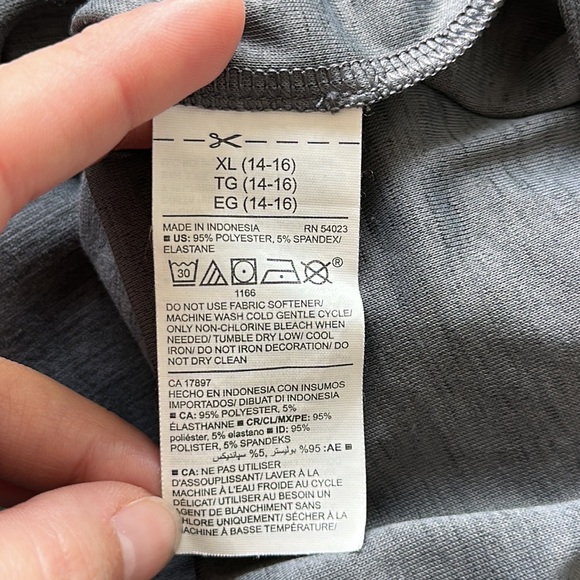 XL (14-16)
TG (14-16)
EG (14-16)
MADE IN INDONESIA RN 54023
US: 95% POLYESTER, 5% SPANDEX/
ELASTANE
30 ®
1166
DO NOT USE FABRIC SOFTENER/
MACHINE WASH COLD GENTLE CYCLE/
ONLY NON-CHLORINE BLEACH WHEN
NEEDED/ TUMBLE DRY LOW/ COOL
IRON/ DO NOT IRON DECORATION/ DO
NOT DRY CLEAN
CA 17897
HECHO EN INDONESIA CON INSUMOS
IMPORTADOS/ DIBUAT DI INDONESIA
CA: 95% POLYESTER, 5%
ÉLASTHANNE CR/CL/MX/PE: 95%
poliéster, 5% elastano ID: 95%
POLISTER, 5% SPANDEKS
AE: 95% بوليستر, 5% سباندیکس
CA: NE PAS UTILISER
D'ASSOUPLISSANT/ LAVER À LA
MACHINE À L'EAU FROIDE AU CYCLE
DÉLICAT/ UTILISER AU BESOIN UN
AGENT DE BLANCHIMENT SANS
CHLORE UNIQUEMENT/ SÉCHER À LA
MACHINE À BASSE TEMPÉRATURE/